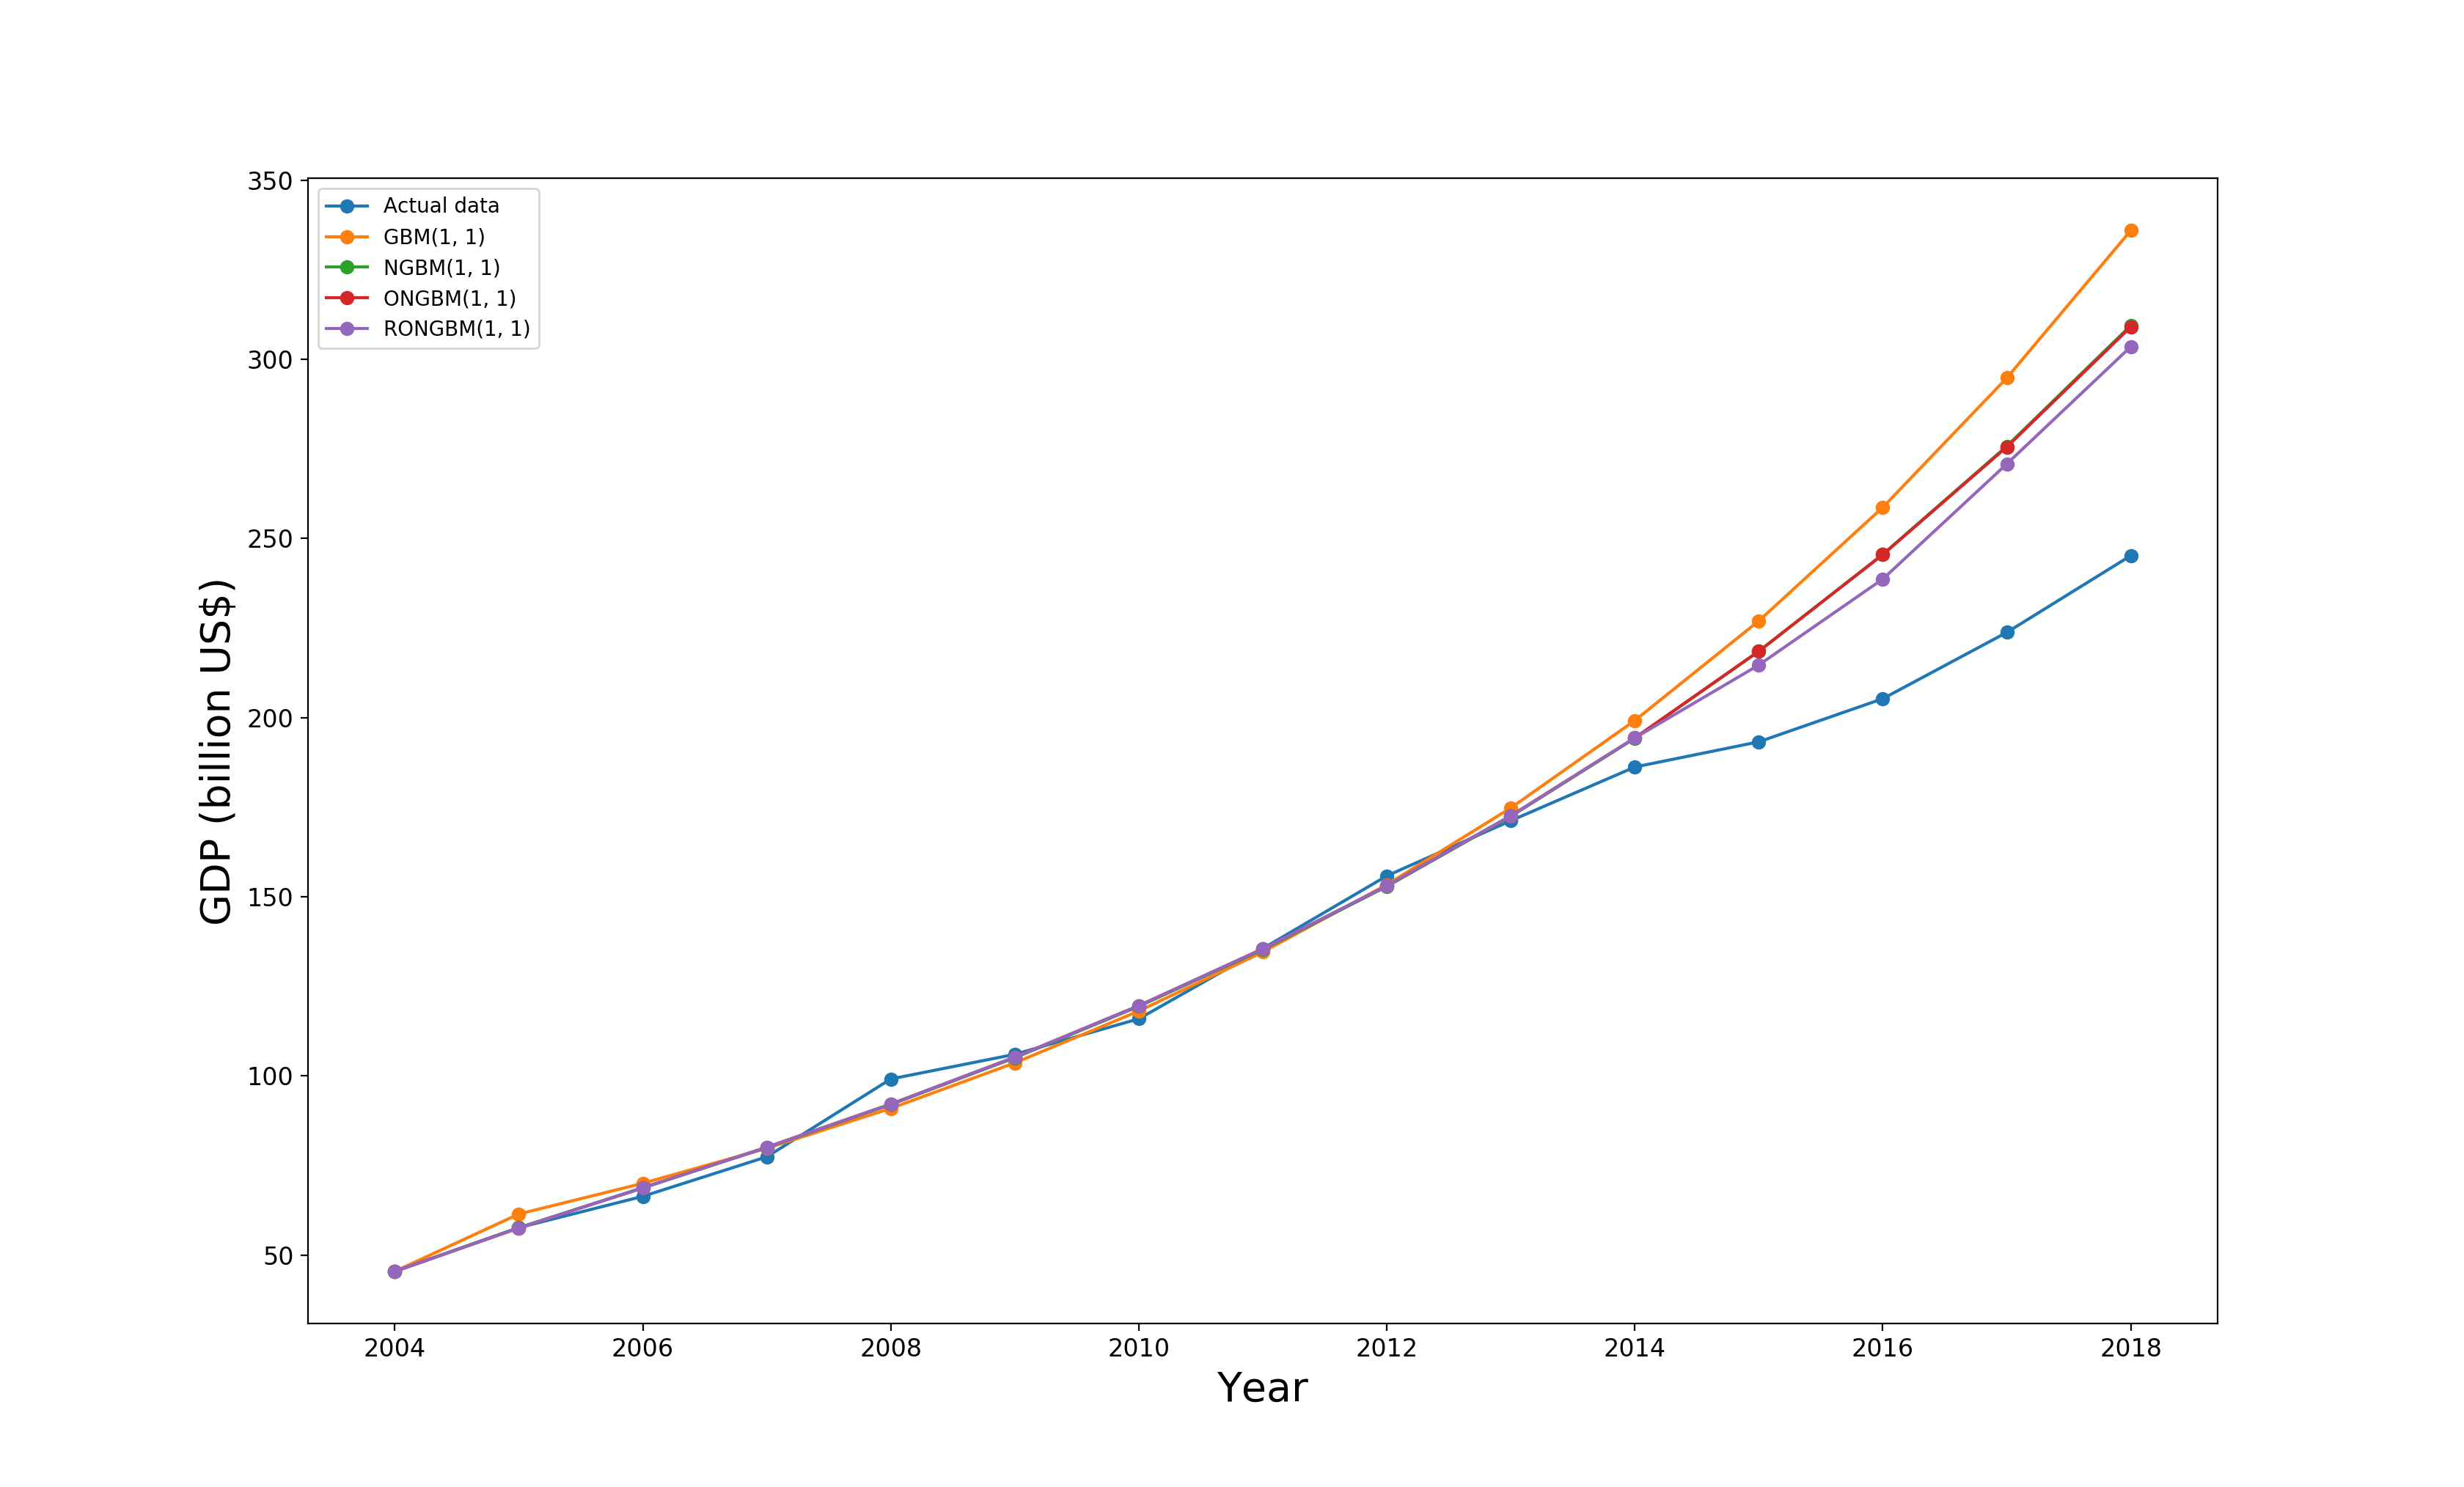 350
300
250
200
150
100
50
GDP (billion US$)
Actual data
GBM(1, 1)
NGBM(1, 1)
ONGBM(1, 1)
RONGBM(1, 1)
2004 2006 2008 2010 2012 2014 2016 2018
Year